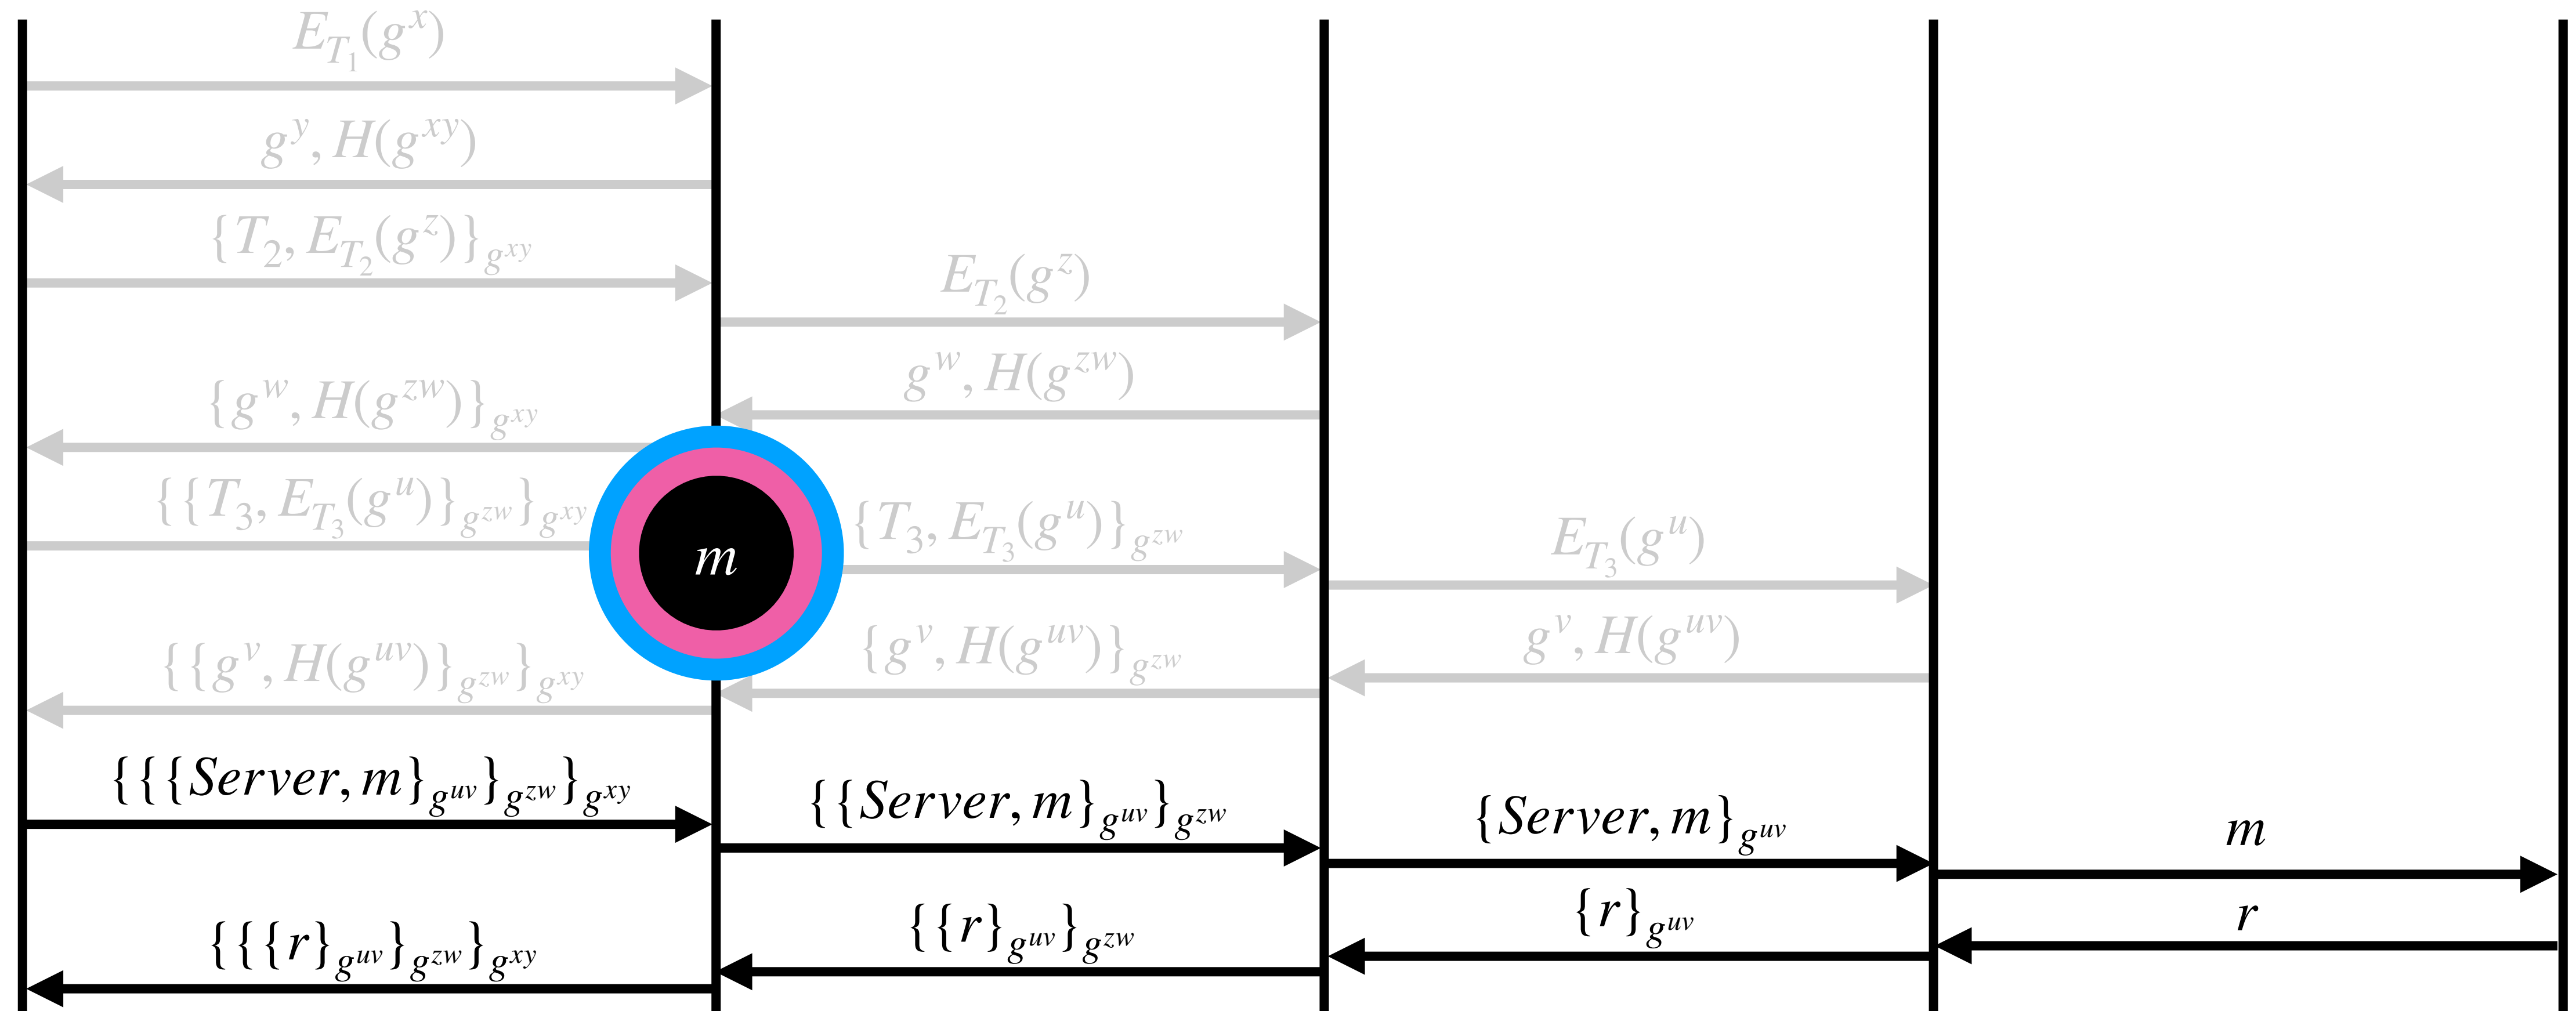 E_{T_1}(g^x)
g^y, H(g^{xy})
{T_2, E_{T_2}(g^z)}_{g^{xy}}
E_{T_2}(g^z)
g^w, H(g^{zw})
{g^w, H(g^{zw})}_{g^{xy}}
{{T_3, E_{T_3}(g^u)}_{g^{zw}}}_{g^{xy}}
m
{T_3, E_{T_3}(g^u)}_{g^{zw}}
E_{T_3}(g^u)
g^v, H(g^{uv})
{g^v, H(g^{uv})}_{g^{zw}}
{{g^v, H(g^{uv})}_{g^{zw}}}_{g^{xy}}
{{{Server, m}_{g^{uv}}}_{g^{zw}}}_{g^{xy}}
{{Server, m}_{g^{uv}}}_{g^{zw}}
{Server, m}_{g^{uv}}
m
r
{r}_{g^{uv}}
{{r}_{g^{uv}}}_{g^{zw}}
{{{r}_{g^{uv}}}_{g^{zw}}}_{g^{xy}}